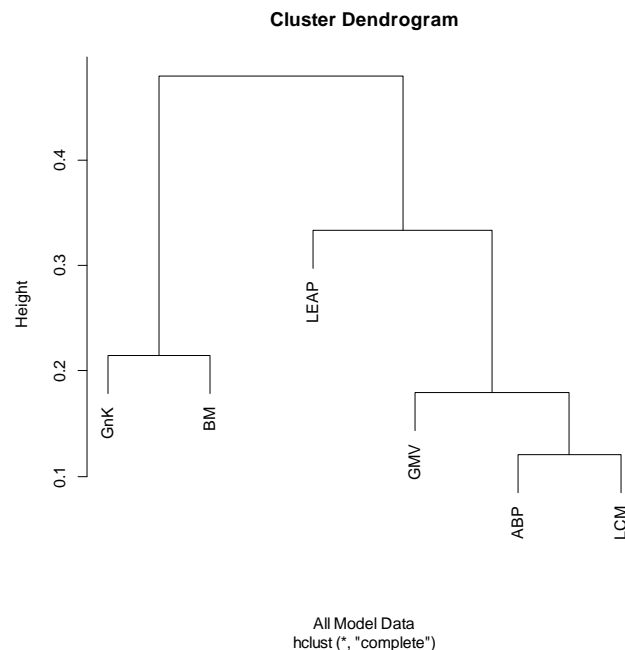 Cluster Dendrogram
Height
0.4
0.3
0.2
0.1
GnK
BM
LEAP
GMV
ABP
LCM
All Model Data
hclust (*, "complete")